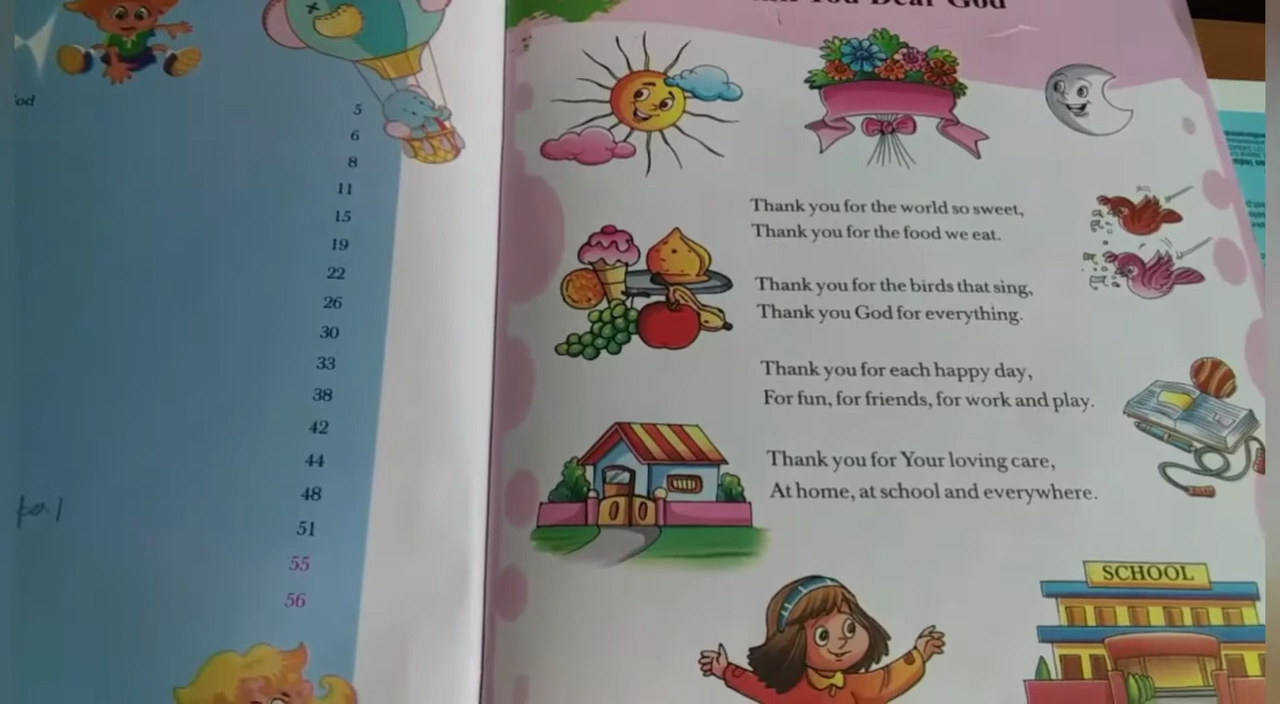 5
6
8
11
15
19
22
26
30
33
38
42
44
48
51
55
56
You Dear God
Thank you for the world so sweet,
Thank you for the food we eat.
Thank you for the birds that sing,
Thank you God for everything.
Thank you for each happy day,
For fun, for friends, for work and play.
Thank you for Your loving care,
At home, at school and everywhere.
SCHOOL